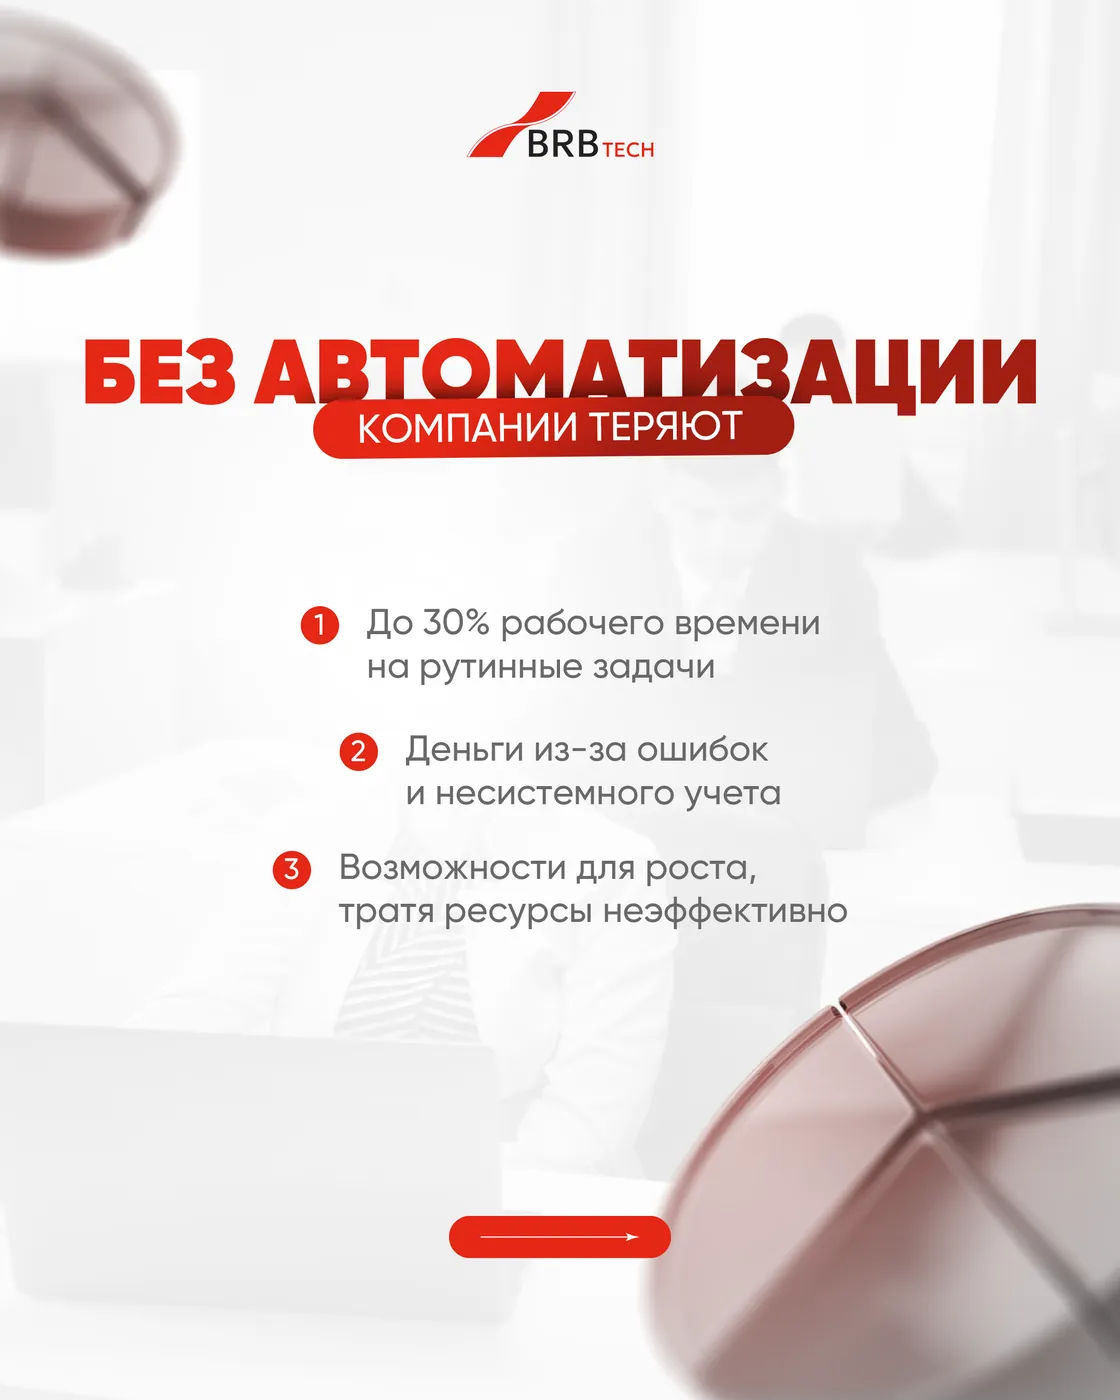 BRB TECH
БЕЗ АВТОМАТИЗАЦИИ
КОМПАНИИ ТЕРЯЮТ
1 До 30% рабочего времени
на рутинные задачи
2 Деньги из-за ошибок
и несистемного учета
3 Возможности для роста,
тратя ресурсы неэффективно